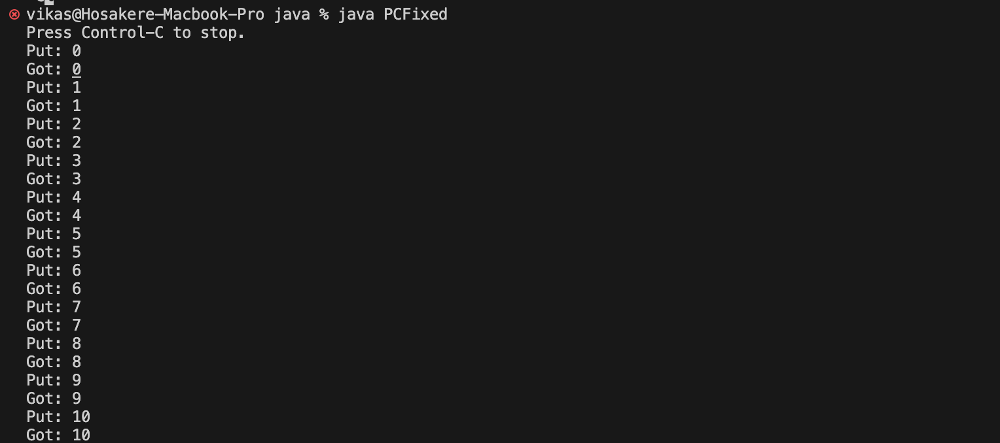 vikas@Hosakere-Macbook-Pro java % java PCFixed
Press Control-C to stop.
Put: 0
Got: 0
Put: 1
Got: 1
Put: 2
Got: 2
Put: 3
Got: 3
Put: 4
Got: 4
Put: 5
Got: 5
Put: 6
Got: 6
Put: 7
Got: 7
Put: 8
Got: 8
Put: 9
Got: 9
Put: 10
Got: 10